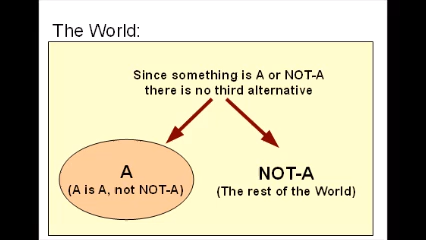 The World:
Since something is A or NOT-A
there is no third alternative
A
(A is A, not NOT-A)
NOT-A
(The rest of the World)